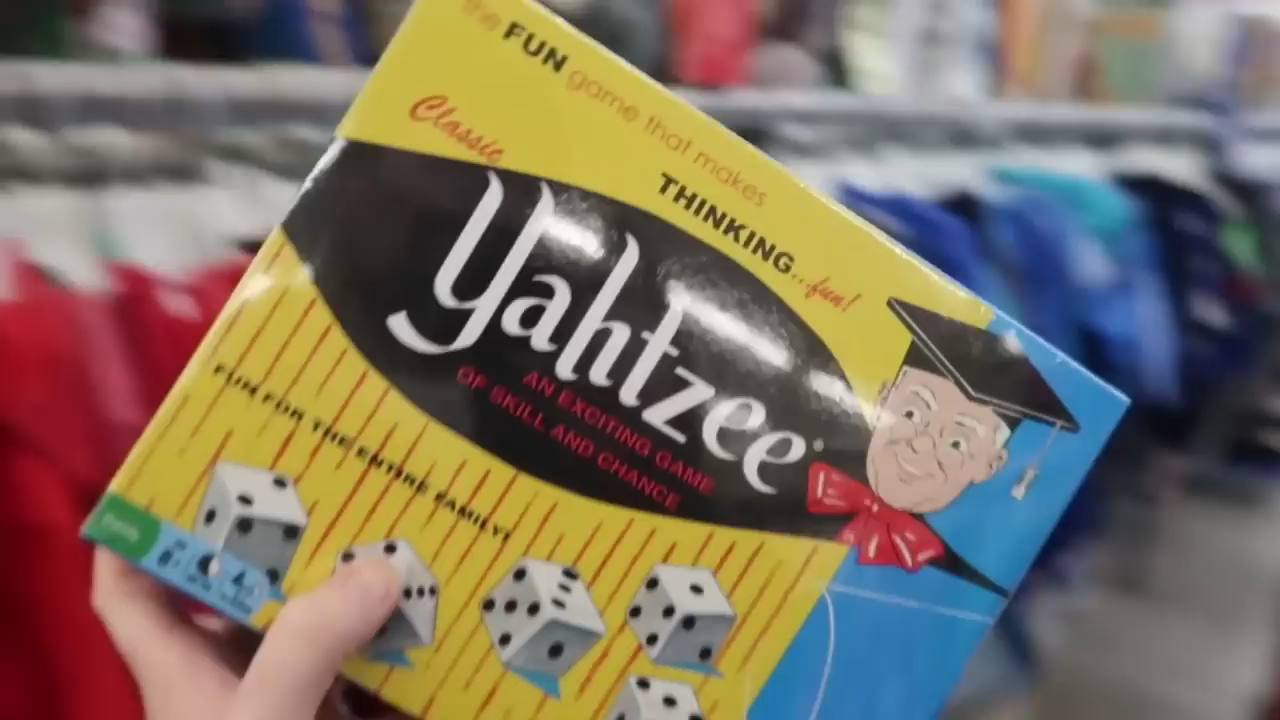 the FUN game that makes
THINKING...fun!
Classic
Yahtzee
AN EXCITING GAME
OF SKILL AND CHANCE
FUN FOR THE ENTIRE FAMILY!